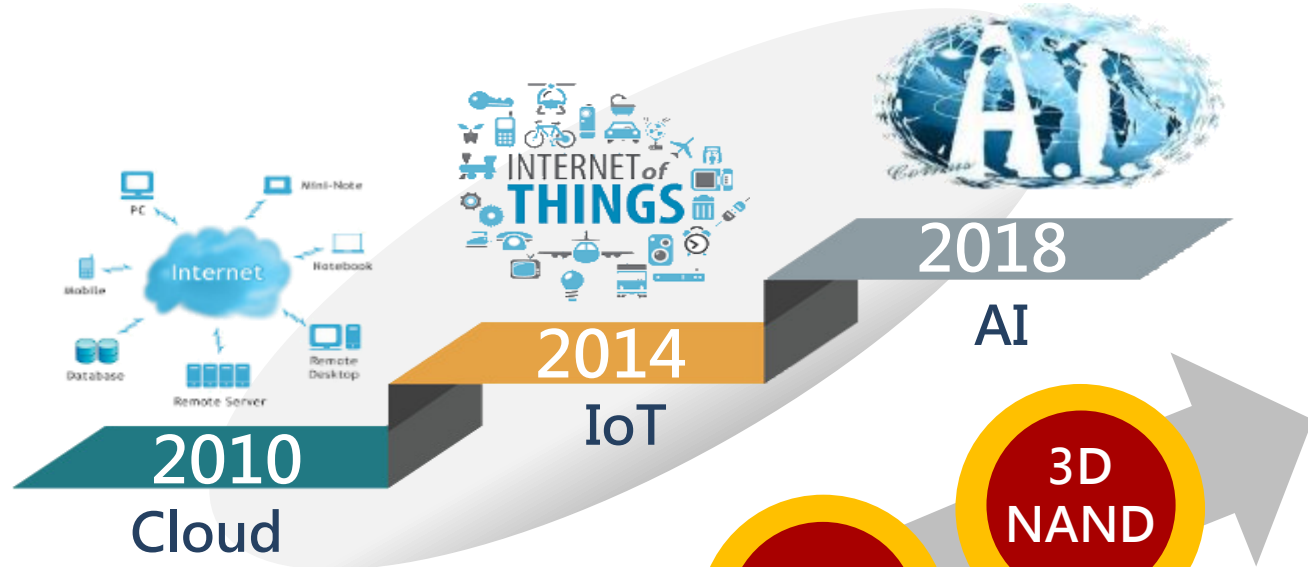 A.I.
INTERNET of
THINGS
PC
Mini-Note
Internet
Notebook
Mobile
Database
Remote Server
Remote
Desktop
2018
AI
2014
IoT
2010
Cloud
3D
NAND